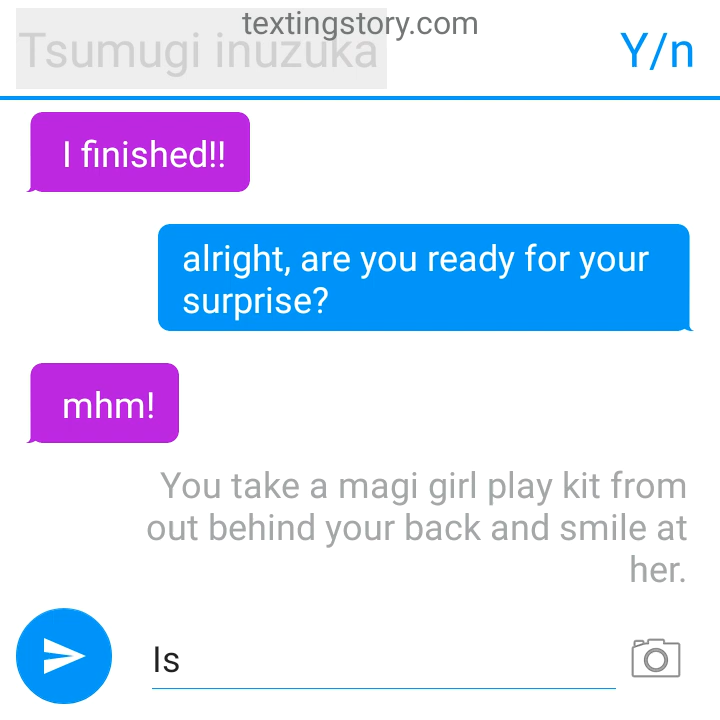 textingstory.com
Tsumugi inuzuka
Y/n
I finished!!
alright, are you ready for your
surprise?
mhm!
You take a magi girl play kit from
out behind your back and smile at
her.
Is